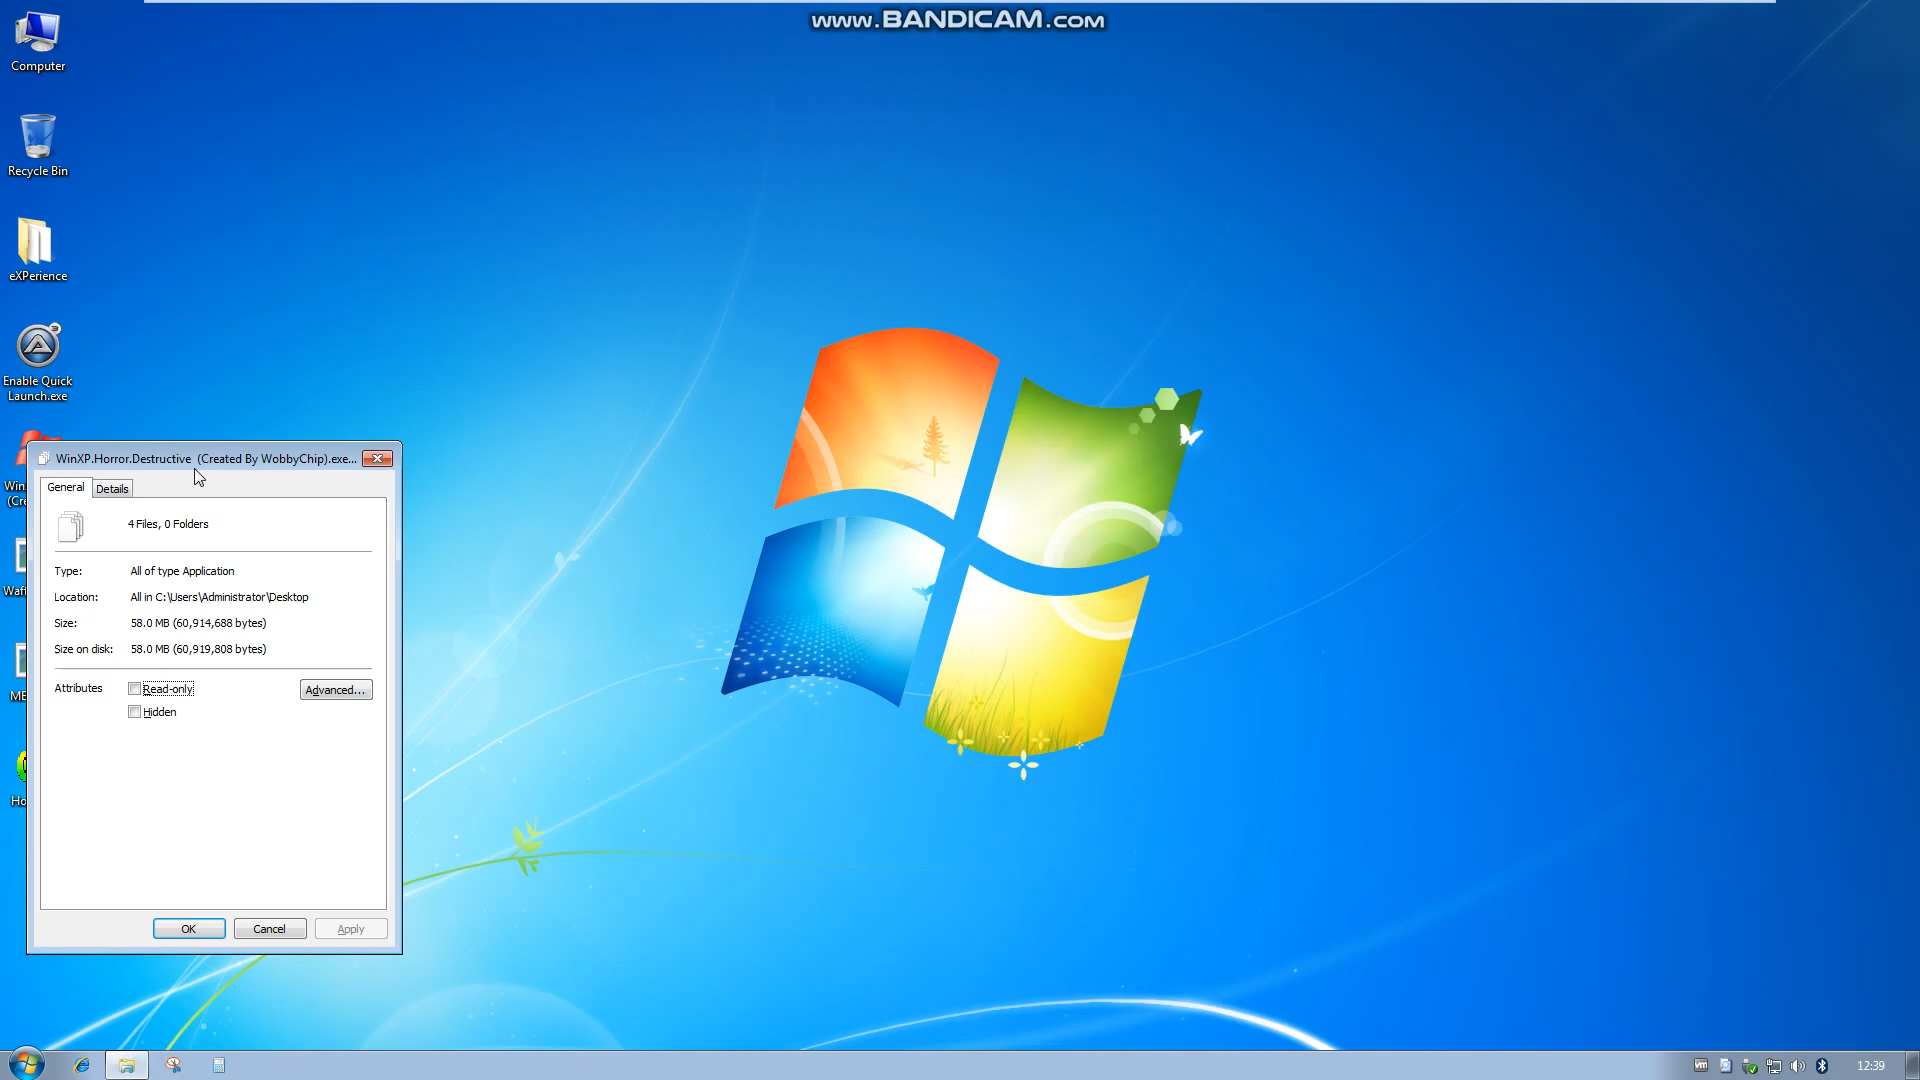 www.BANDICAM.com
Computer
Recycle Bin
eXPerience
Enable Quick
Launch.exe
WinXP.Horror.Destructive (Created By WobbyChip).exe...
General
Details
4 Files, 0 Folders
Type: All of type Application
Location: All in C:\Users\Administrator\Desktop
Size: 58.0 MB (60,914,688 bytes)
Size on disk: 58.0 MB (60,919,808 bytes)
Attributes
Read-only
Advanced...
Hidden
OK
Cancel
Apply
12:39